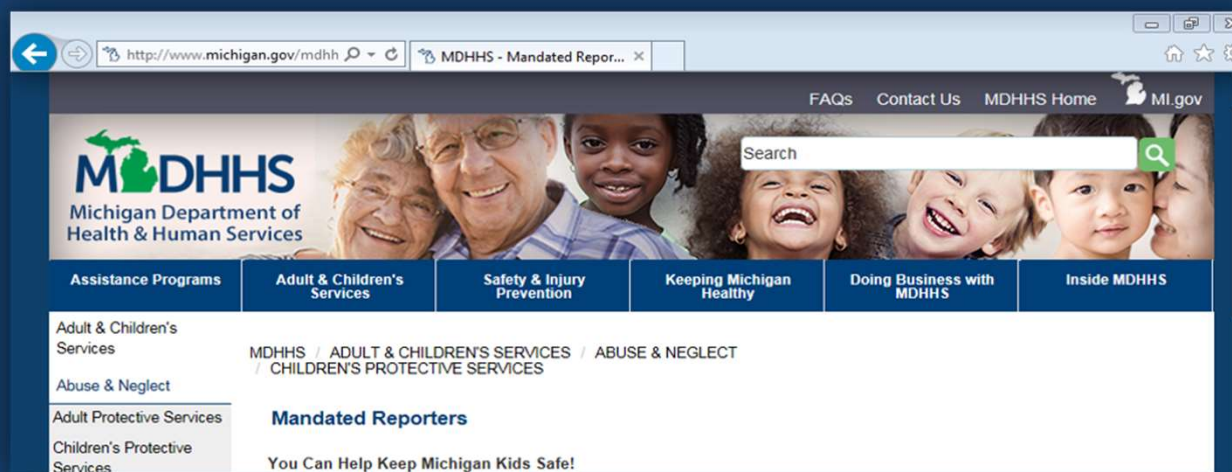 http://www.michigan.gov/mdhh
MDHHS - Mandated Repor...
FAQs Contact Us MDHHS Home MI.gov
MDHHS
Michigan Department of
Health & Human Services
Search
Assistance Programs
Adult & Children's
Services
Safety & Injury
Prevention
Keeping Michigan
Healthy
Doing Business with
MDHHS
Inside MDHHS
Adult & Children's
Services
Abuse & Neglect
Adult Protective Services
Children's Protective
Services
MDHHS / ADULT & CHILDREN'S SERVICES / ABUSE & NEGLECT
/ CHILDREN'S PROTECTIVE SERVICES
Mandated Reporters
You Can Help Keep Michigan Kids Safe!